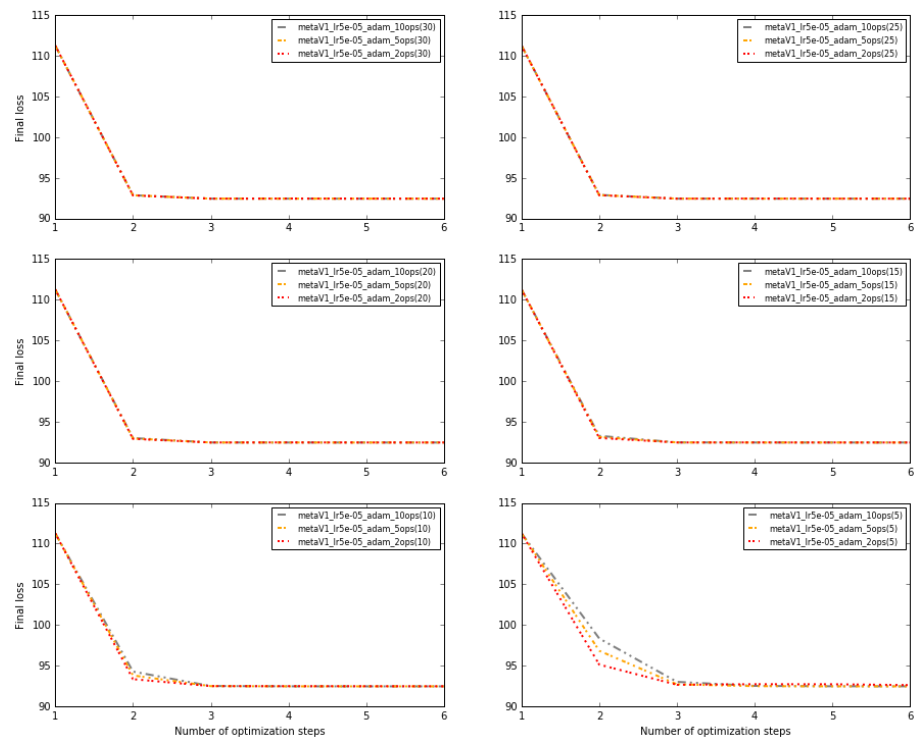 115
110
105
100
95
90
Final loss
1 2 3 4 5 6
metaV1_lr5e-05_adam_10ops(30)
metaV1_lr5e-05_adam_5ops(30)
metaV1_lr5e-05_adam_2ops(30)
115
110
105
100
95
90
1 2 3 4 5 6
metaV1_lr5e-05_adam_10ops(25)
metaV1_lr5e-05_adam_5ops(25)
metaV1_lr5e-05_adam_2ops(25)
115
110
105
100
95
90
Final loss
1 2 3 4 5 6
metaV1_lr5e-05_adam_10ops(20)
metaV1_lr5e-05_adam_5ops(20)
metaV1_lr5e-05_adam_2ops(20)
115
110
105
100
95
90
1 2 3 4 5 6
metaV1_lr5e-05_adam_10ops(15)
metaV1_lr5e-05_adam_5ops(15)
metaV1_lr5e-05_adam_2ops(15)
115
110
105
100
95
90
Final loss
1 2 3 4 5 6
Number of optimization steps
metaV1_lr5e-05_adam_10ops(10)
metaV1_lr5e-05_adam_5ops(10)
metaV1_lr5e-05_adam_2ops(10)
115
110
105
100
95
90
1 2 3 4 5 6
Number of optimization steps
metaV1_lr5e-05_adam_10ops(5)
metaV1_lr5e-05_adam_5ops(5)
metaV1_lr5e-05_adam_2ops(5)